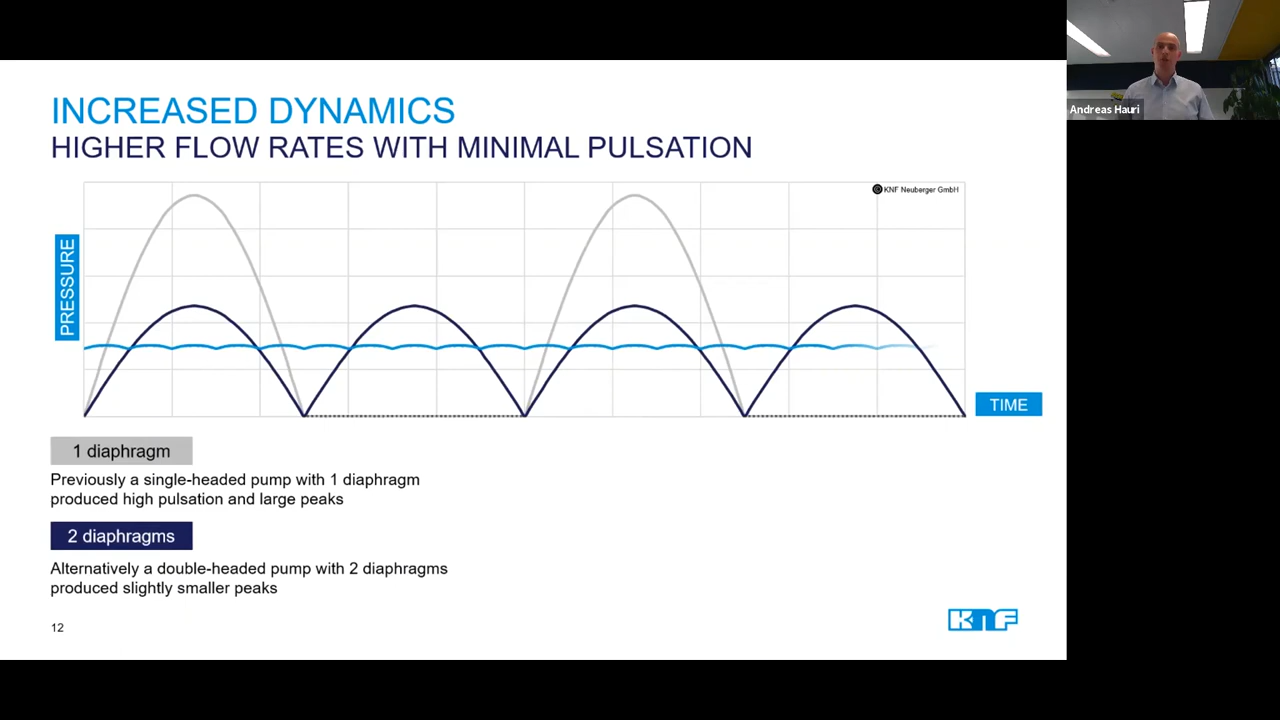 Andreas Hauri
INCREASED DYNAMICS
HIGHER FLOW RATES WITH MINIMAL PULSATION
© KNF Neuberger GmbH
PRESSURE
TIME
1 diaphragm
Previously a single-headed pump with 1 diaphragm
produced high pulsation and large peaks
2 diaphragms
Alternatively a double-headed pump with 2 diaphragms
produced slightly smaller peaks
12
KNF